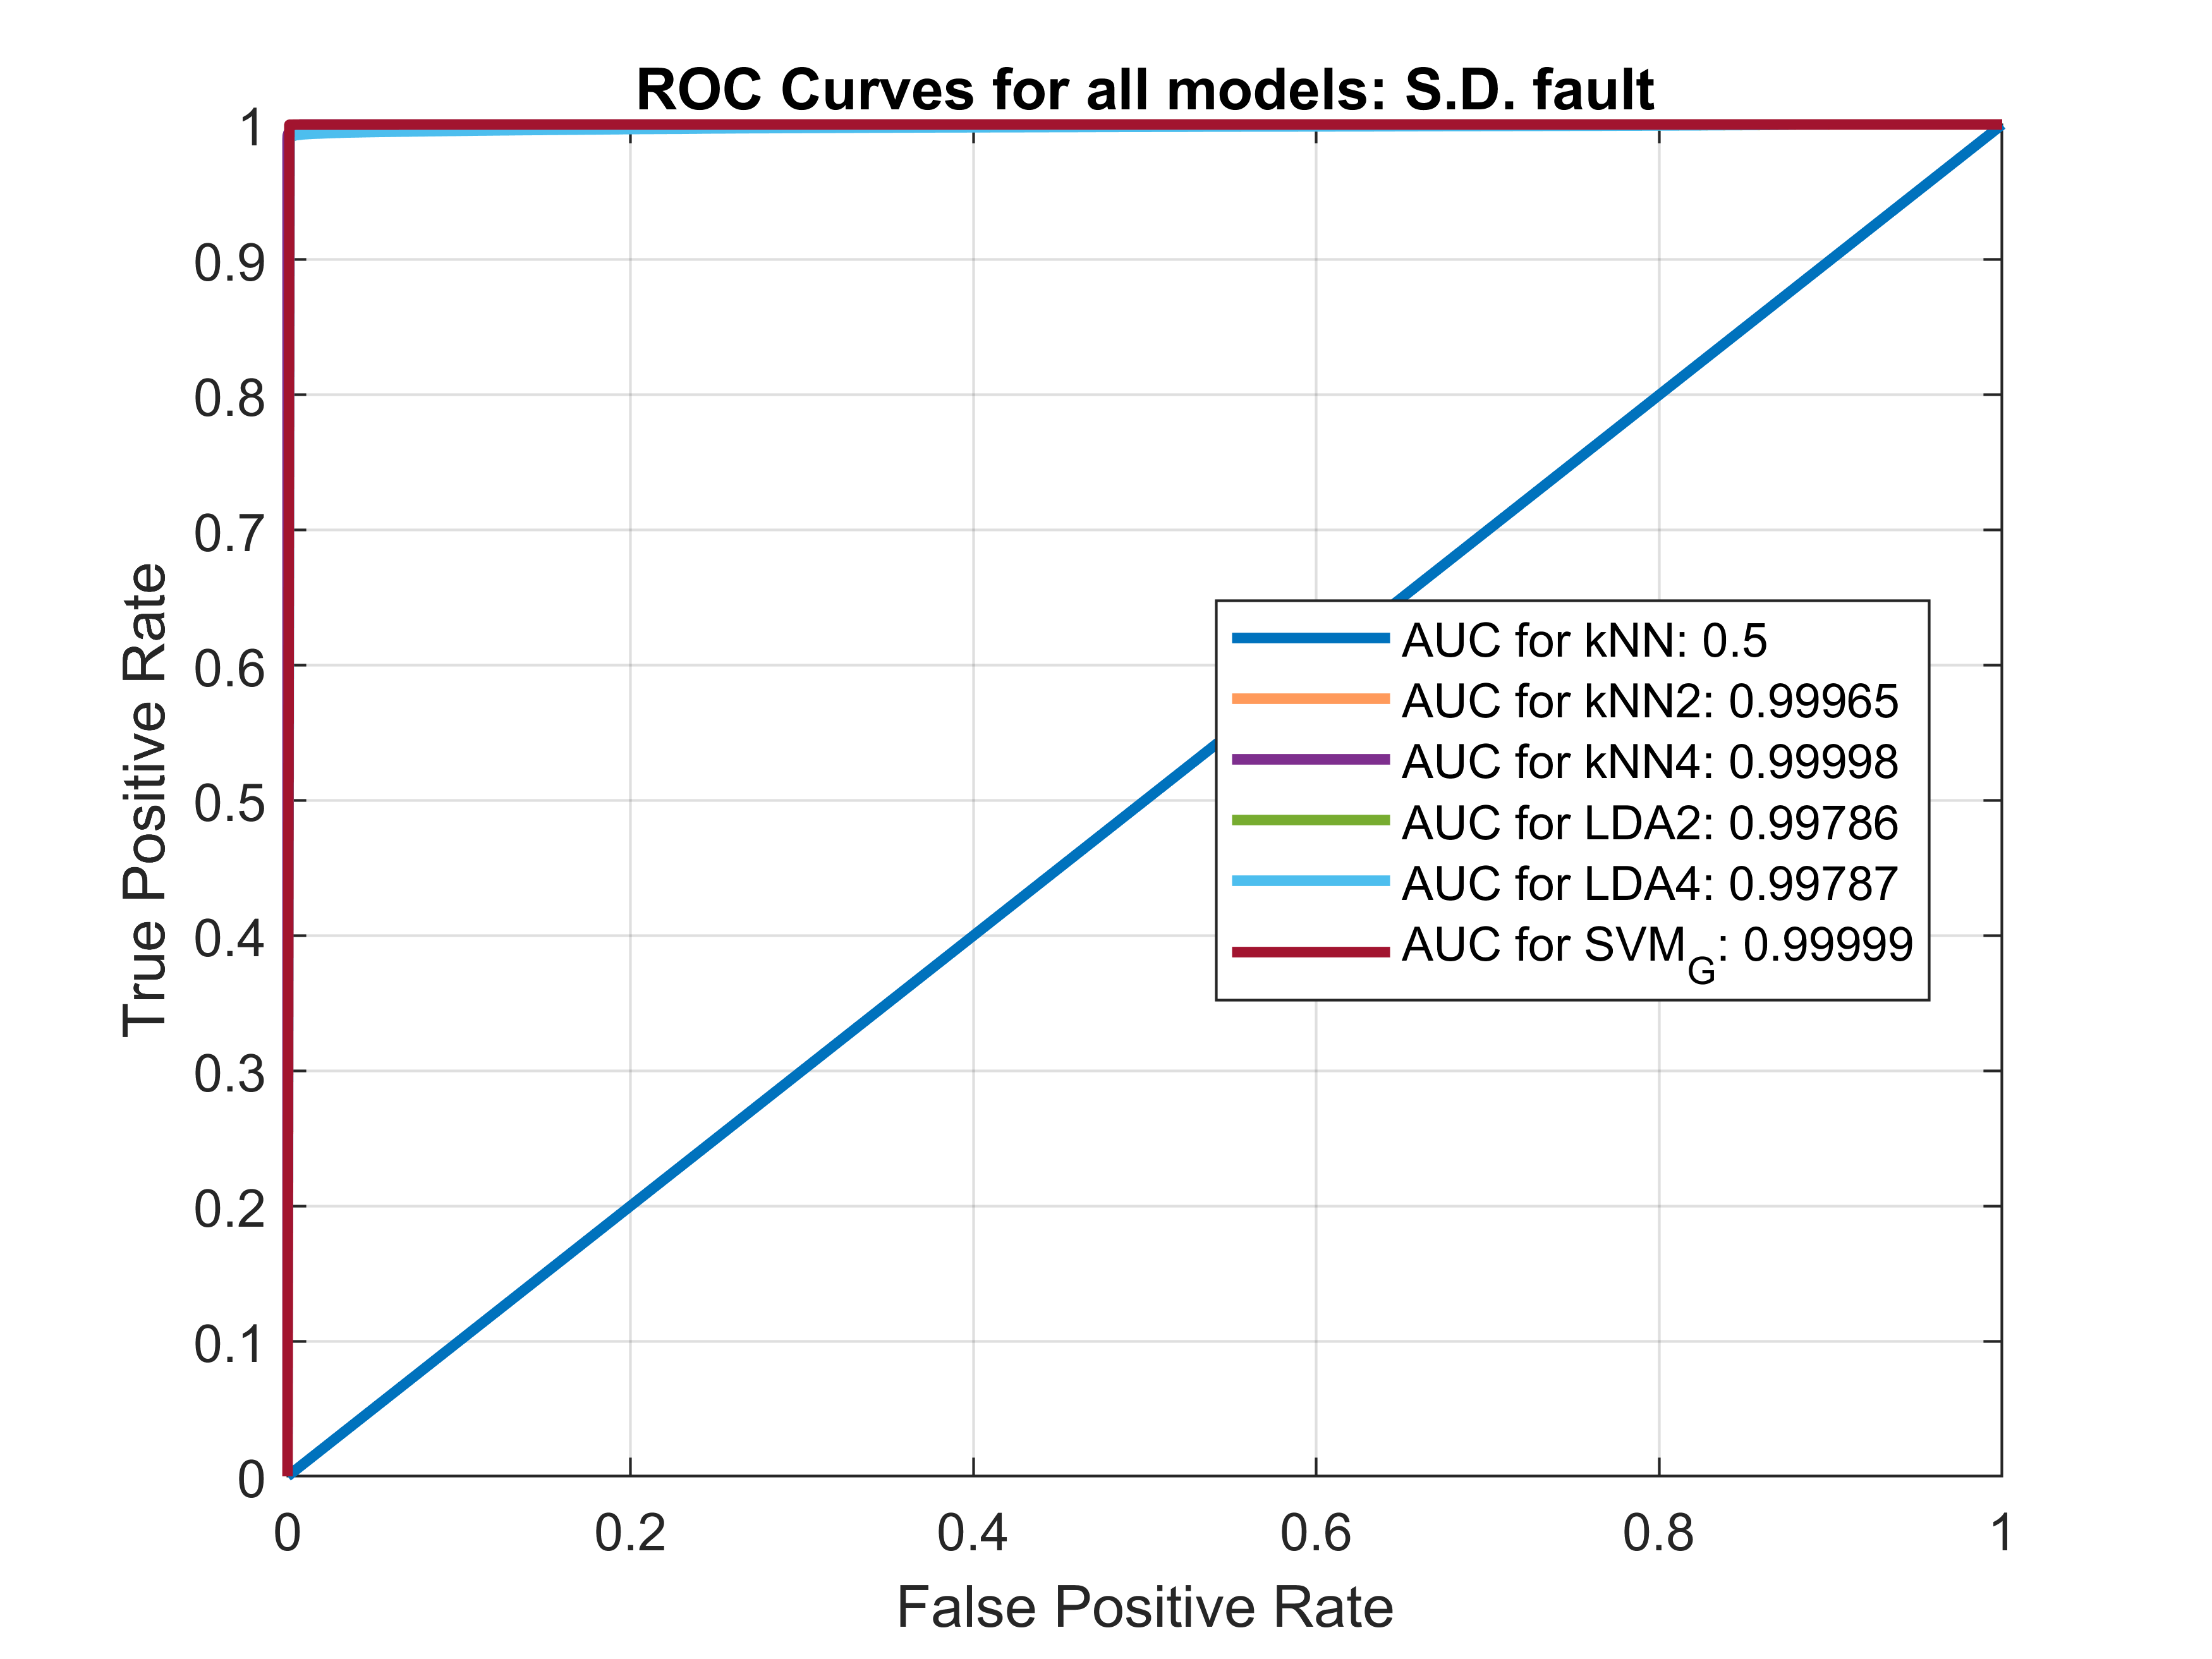 ROC Curves for all models: S.D. fault
1
0.9
0.8
0.7
0.6
0.5
0.4
0.3
0.2
0.1
0
True Positive Rate
AUC for kNN: 0.5
AUC for kNN2: 0.99965
AUC for kNN4: 0.99998
AUC for LDA2: 0.99786
AUC for LDA4: 0.99787
AUC for SVM_G: 0.99999
0 0.2 0.4 0.6 0.8 1
False Positive Rate